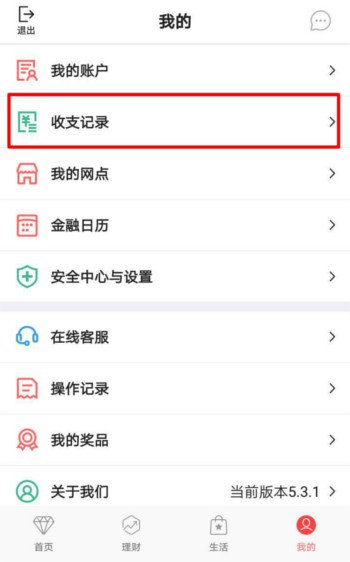 退出
我的
我的账户
收支记录
我的网点
金融日历
安全中心与设置
在线客服
操作记录
我的奖品
关于我们 当前版本5.3.1
首页 理财 生活 我的